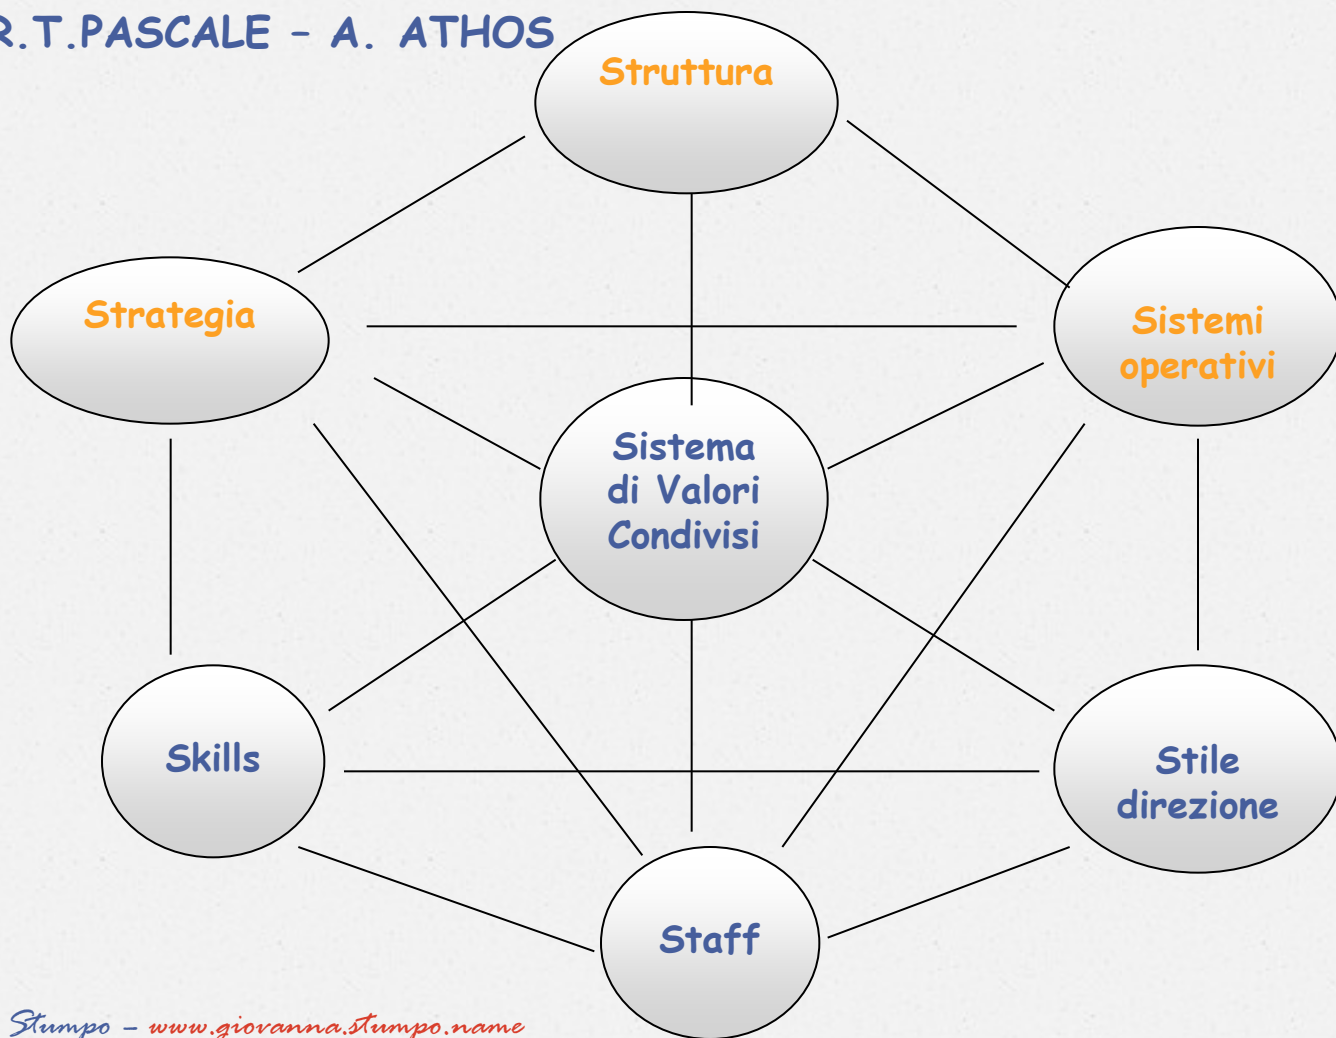 R.T.PASCALE - A. ATHOS
Struttura
Strategia
Sistemi
operativi
Sistema
di Valori
Condivisi
Skills
Stile
direzione
Staff
Stumpo - www.giovanna.stumpo.name